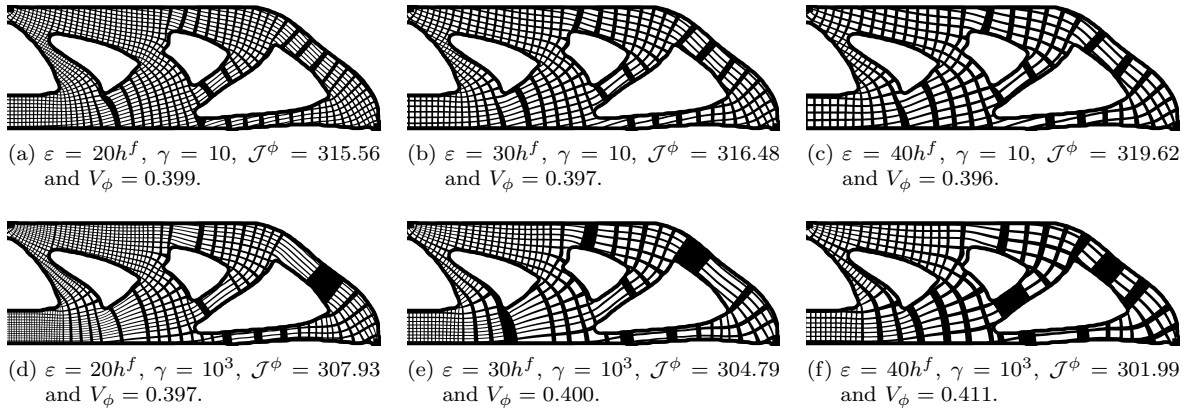 (a) ε = 20h^f, γ = 10, 𝒥^ϕ = 315.56
and V_ϕ = 0.399.
(b) ε = 30h^f, γ = 10, 𝒥^ϕ = 316.48
and V_ϕ = 0.397.
(c) ε = 40h^f, γ = 10, 𝒥^ϕ = 319.62
and V_ϕ = 0.396.
(d) ε = 20h^f, γ = 10^3, 𝒥^ϕ = 307.93
and V_ϕ = 0.397.
(e) ε = 30h^f, γ = 10^3, 𝒥^ϕ = 304.79
and V_ϕ = 0.400.
(f) ε = 40h^f, γ = 10^3, 𝒥^ϕ = 301.99
and V_ϕ = 0.411.